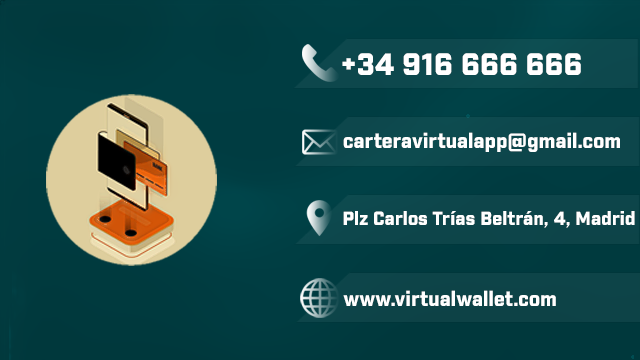 +34 916 666 666
carteravirtualapp@gmail.com
Plz Carlos Trías Beltrán, 4, Madrid
www.virtualwallet.com